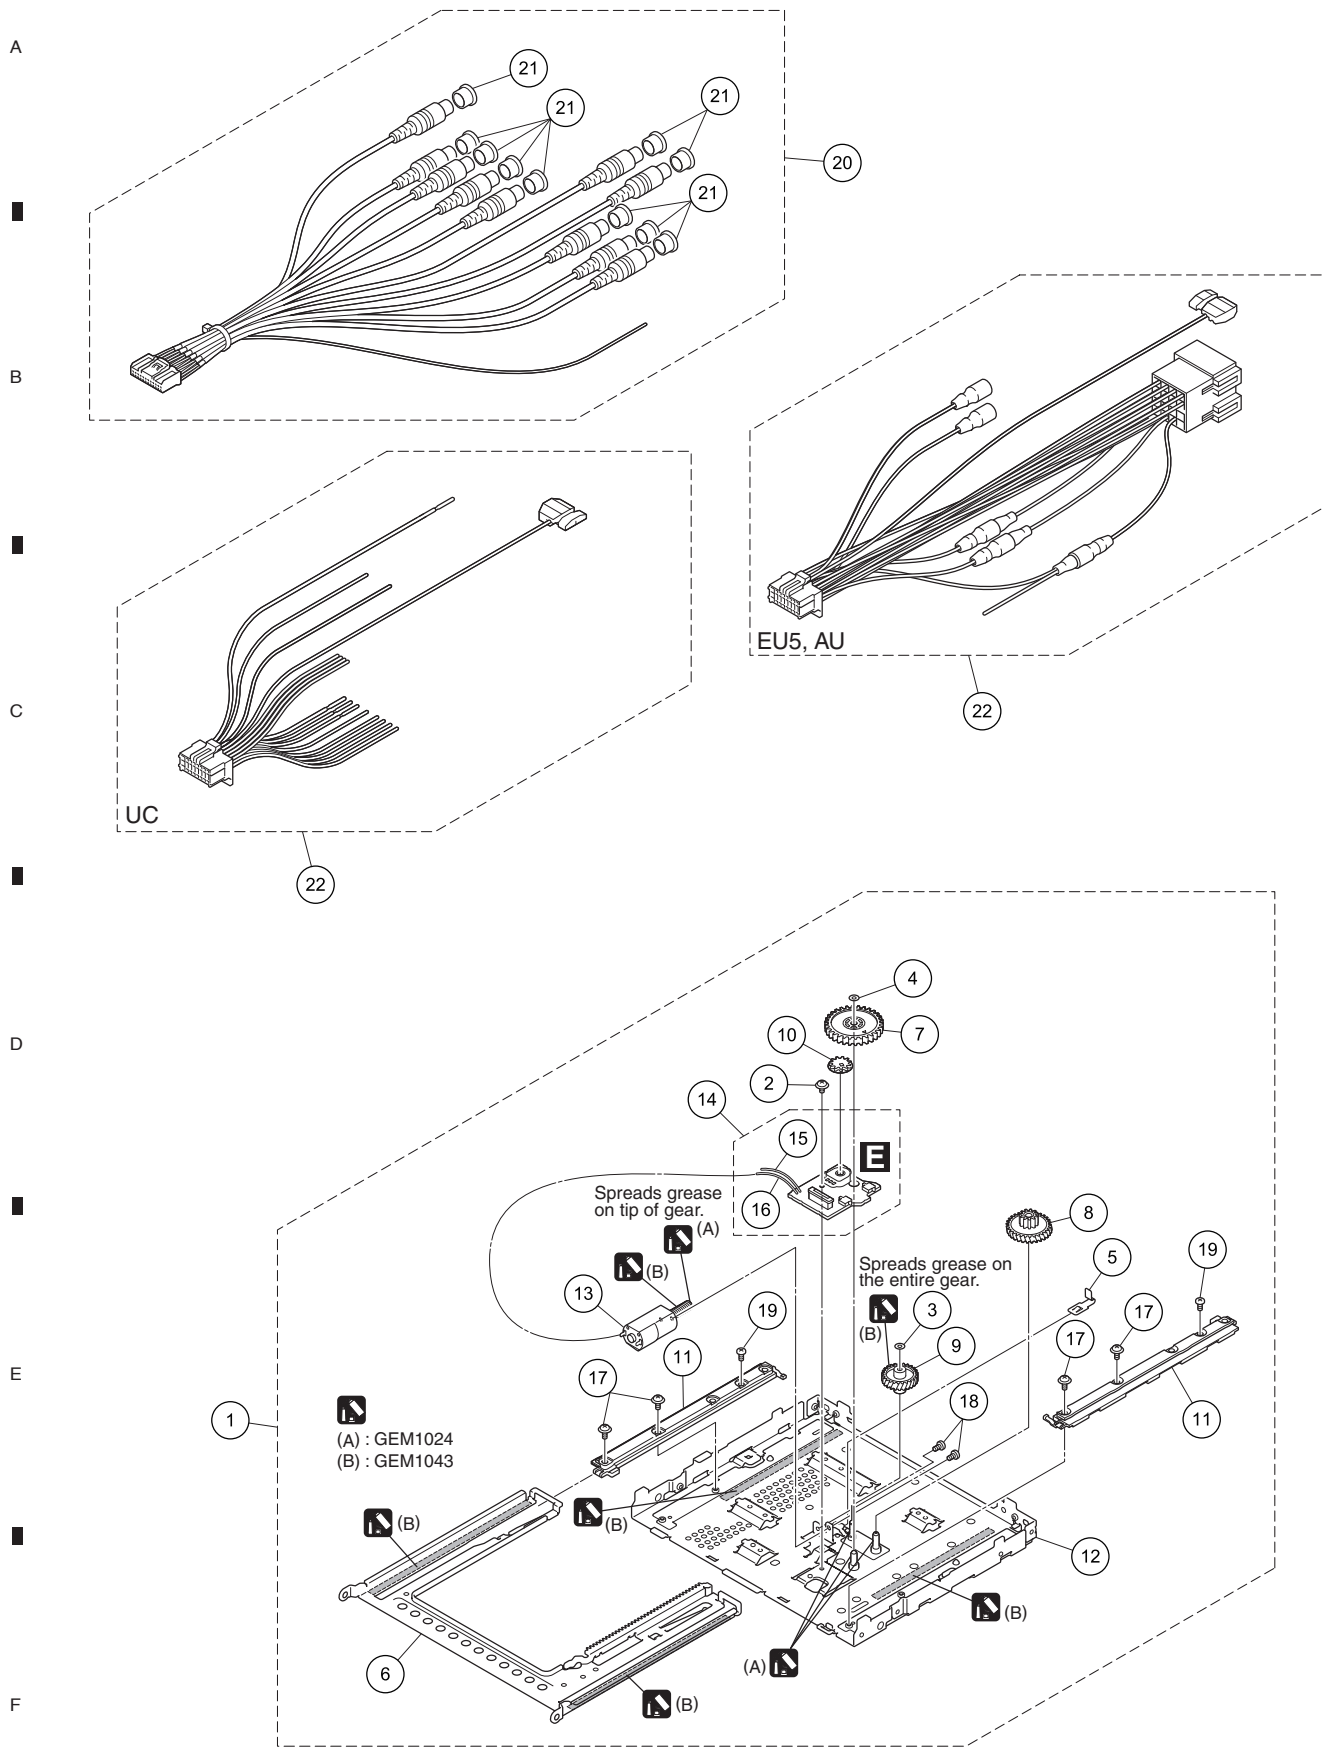 A
21
21
21
20
21
B
EU5, AU
22
C
UC
22
4
D
10
7
2
14
15
E
16
Spreads grease
on tip of gear.
(A)
8
19
5
Spreads grease on
the entire gear.
(B)
13
3
(B)
19
17
17
9
E
11
17
18
11
1
(A) : GEM1024
(B) : GEM1043
(B)
(B)
12
(B)
(A)
6
(B)
F